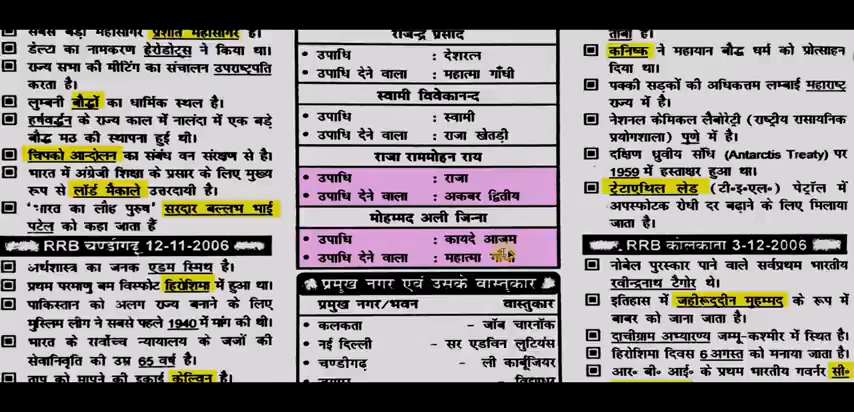 सबसे बड़ा महासागर प्रशांत महासागर है।
डेल्टा का नामकरण हेरोडोट्स ने किया था।
राज्य सभा की मीटिंग का संचालन उपराष्ट्रपति
करता है।
लुम्बनी बौद्धों का धार्मिक स्थल है।
हर्षवर्द्धन के राज्य काल में नालंदा में एक बड़े
बौद्ध मठ की स्थापना हुई थी।
चिपको आन्दोलन का संबंध वन संरक्षण से है।
भारत में अंग्रेजी शिक्षा के प्रसार के लिए मुख्य
रूप से लॉर्ड मैकाले उत्तरदायी है।
'भारत का लौह पुरुष' सरदार बल्लभ भाई
पटेल को कहा जाता हैं
RRB चण्डीगढ़ 12-11-2006
अर्थशास्त्र का जनक एडम स्मिथ है।
प्रथम परमाणु बम विस्फोट हिरोशिमा में हुआ था।
पाकिस्तान को अलग राज्य बनाने के लिए
मुस्लिम लीग ने सबसे पहले 1940 में मांग की थी।
भारत के सर्वोच्च न्यायालय के जजों की
सेवानिवृति की उम्र 65 वर्ष है।
ताप को मापने की इकाई केल्विन है।
राजेन्द्र प्रसाद
• उपाधि : देशरत्न
• उपाधि देने वाला : महात्मा गाँधी
स्वामी विवेकानन्द
• उपाधि : स्वामी
• उपाधि देने वाला : राजा खेतड़ी
राजा राममोहन राय
• उपाधि : राजा
• उपाधि देने वाला : अकबर द्वितीय
मोहम्मद अली जिन्ना
• उपाधि : कायदे आजम
• उपाधि देने वाला : महात्मा गाँधी
प्रमुख नगर एवं उसके वास्तुकार
प्रमुख नगर/भवन वास्तुकार
• कलकता - जॉब चारनॉक
• नई दिल्ली - सर एडविन लुटियंस
• चण्डीगढ़ - ली कार्बूजियर
• जयपुर - विद्याधर
तांबा है।
कनिष्क ने महायान बौद्ध धर्म को प्रोत्साहन
दिया था।
पक्की सड़कों की अधिकत्तम लम्बाई महाराष्ट्र
राज्य में है।
नेशनल केमिकल लैबोरेट्री (राष्ट्रीय रासायनिक
प्रयोगशाला) पुणे में है।
दक्षिण ध्रुवीय संधि (Antarctis Treaty) पर
1959 में हस्ताक्षर हुआ था।
टेट्राएथिल लेड (टी॰इ॰एल॰) पेट्रॉल में
अपस्फोटक रोधी दर बढ़ाने के लिए मिलाया
जाता है।
RRB कोलकाता 3-12-2006
नोबेल पुरस्कार पाने वाले सर्वप्रथम भारतीय
रवीन्द्रनाथ टैगोर थे।
इतिहास में जहीरूद्दीन मुहम्मद के रूप में
बाबर को जाना जाता है।
दाचीग्राम अभ्यारण्य जम्मू-कश्मीर में स्थित है।
हिरोशिमा दिवस 6 अगस्त को मनाया जाता है।
आर॰ बी॰ आई॰ के प्रथम भारतीय गवर्नर सी॰